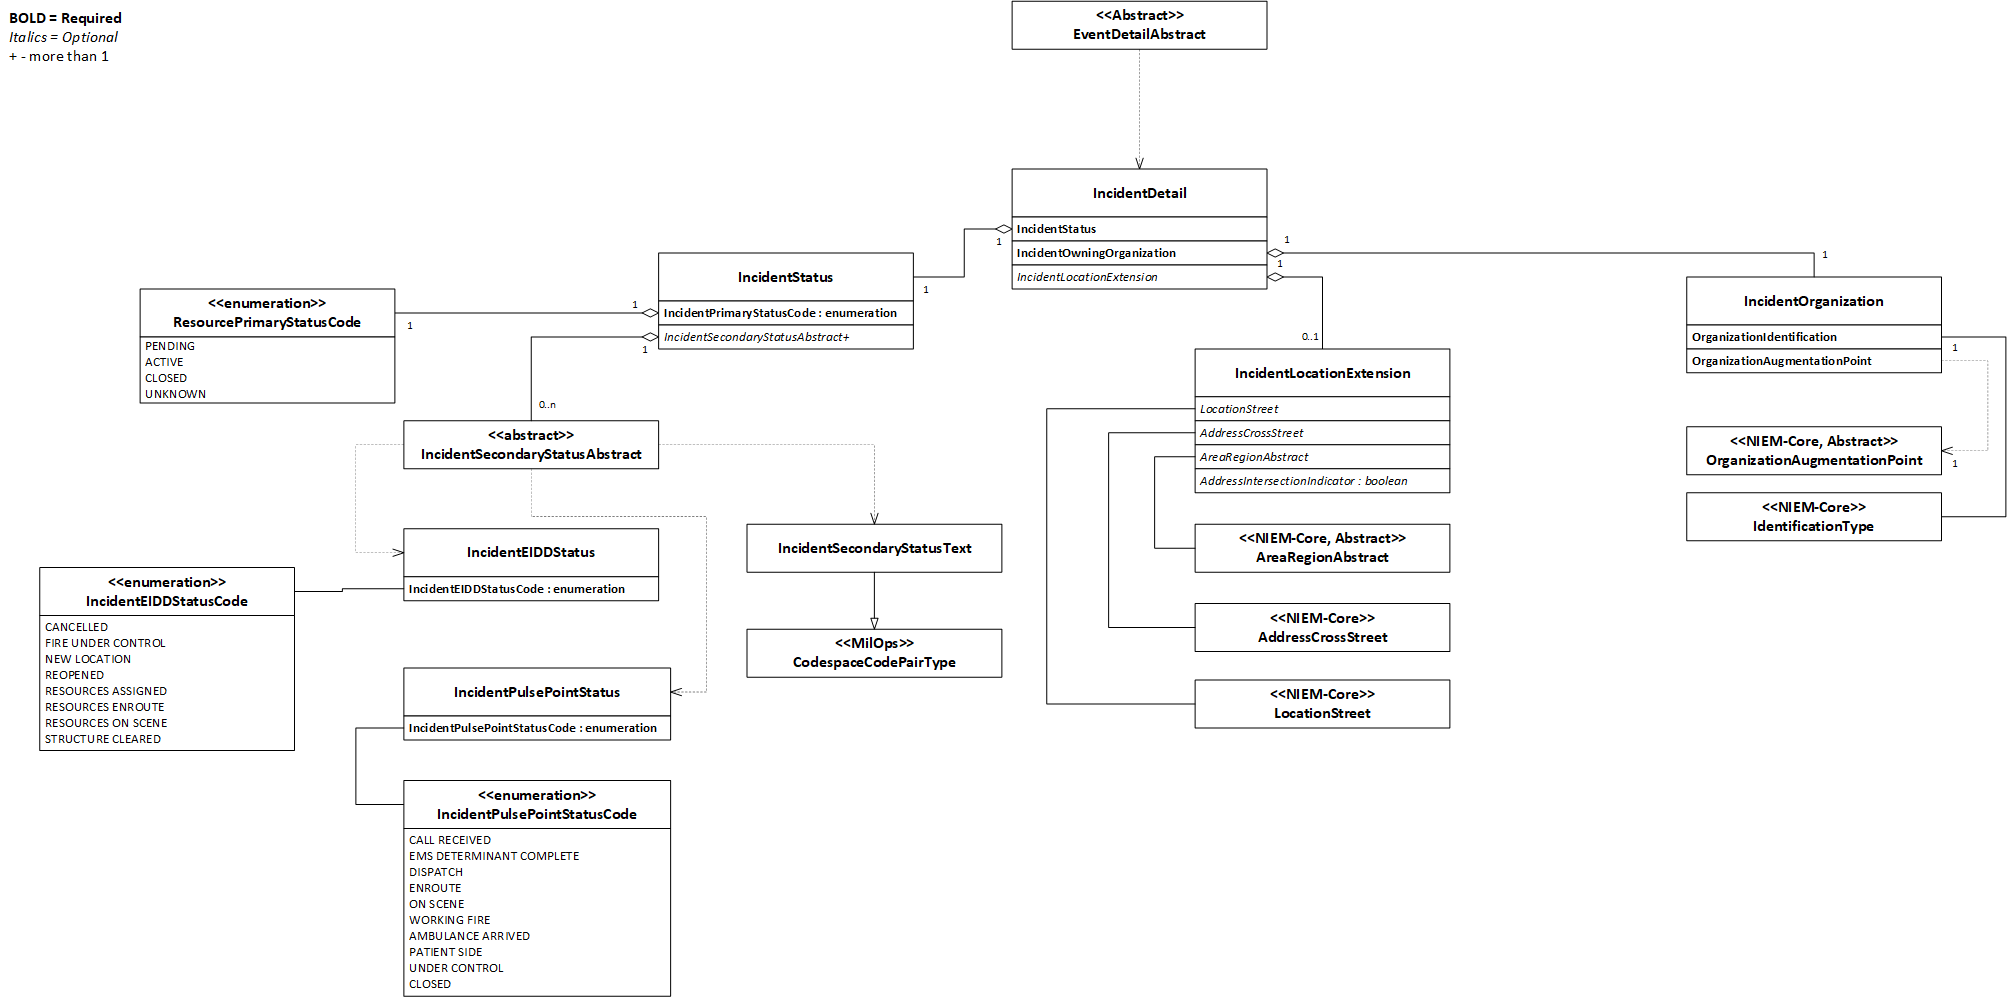 BOLD = Required
Italics = Optional
+ - more than 1
<<Abstract>>
EventDetailAbstract
IncidentDetail
IncidentStatus
IncidentOwningOrganization
IncidentLocationExtension
1
1
1
1
1
IncidentStatus
IncidentPrimaryStatusCode : enumeration
IncidentSecondaryStatusAbstract+
1
1
1
<<enumeration>>
ResourcePrimaryStatusCode
PENDING
ACTIVE
CLOSED
UNKNOWN
0..n
<<abstract>>
IncidentSecondaryStatusAbstract
IncidentEIDDStatus
IncidentEIDDStatusCode : enumeration
<<enumeration>>
IncidentEIDDStatusCode
CANCELLED
FIRE UNDER CONTROL
NEW LOCATION
REOPENED
RESOURCES ASSIGNED
RESOURCES ENROUTE
RESOURCES ON SCENE
STRUCTURE CLEARED
IncidentPulsePointStatus
IncidentPulsePointStatusCode : enumeration
<<enumeration>>
IncidentPulsePointStatusCode
CALL RECEIVED
EMS DETERMINANT COMPLETE
DISPATCH
ENROUTE
ON SCENE
WORKING FIRE
AMBULANCE ARRIVED
PATIENT SIDE
UNDER CONTROL
CLOSED
IncidentSecondaryStatusText
<<MilOps>>
CodespaceCodePairType
0..1
IncidentLocationExtension
LocationStreet
AddressCrossStreet
AreaRegionAbstract
AddressIntersectionIndicator : boolean
<<NIEM-Core, Abstract>>
AreaRegionAbstract
<<NIEM-Core>>
AddressCrossStreet
<<NIEM-Core>>
LocationStreet
IncidentOrganization
OrganizationIdentification
OrganizationAugmentationPoint
1
<<NIEM-Core, Abstract>>
OrganizationAugmentationPoint
1
<<NIEM-Core>>
IdentificationType